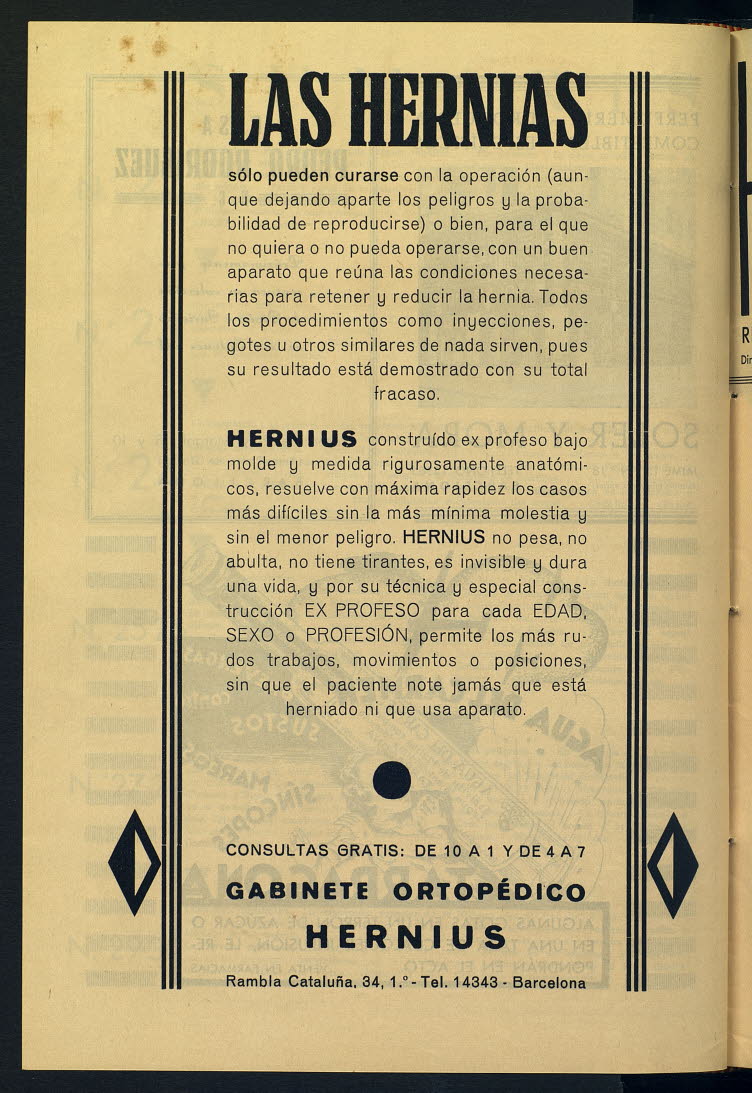 LAS HERNIAS
sólo pueden curarse con la operación (aun-
que dejando aparte los peligros y la proba-
bilidad de reproducirse) o bien, para el que
no quiera o no pueda operarse, con un buen
aparato que reúna las condiciones necesa-
rias para retener y reducir la hernia. Todos
los procedimientos como inyecciones, pe-
gotes u otros similares de nada sirven, pues
su resultado está demostrado con su total
fracaso.
HERNIUS construído ex profeso bajo
molde y medida rigurosamente anatómi-
cos, resuelve con máxima rapidez los casos
más difíciles sin la más mínima molestia y
sin el menor peligro. HERNIUS no pesa, no
abulta, no tiene tirantes, es invisible y dura
una vida, y por su técnica y especial cons-
trucción EX PROFESO para cada EDAD,
SEXO o PROFESIÓN, permite los más ru-
dos trabajos, movimientos o posiciones,
sin que el paciente note jamás que está
herniado ni que usa aparato.
CONSULTAS GRATIS: DE 10 A 1 Y DE 4 A 7
GABINETE ORTOPÉDICO
HERNIUS
Rambla Cataluña, 34, 1.º - Tel. 14343 - Barcelona